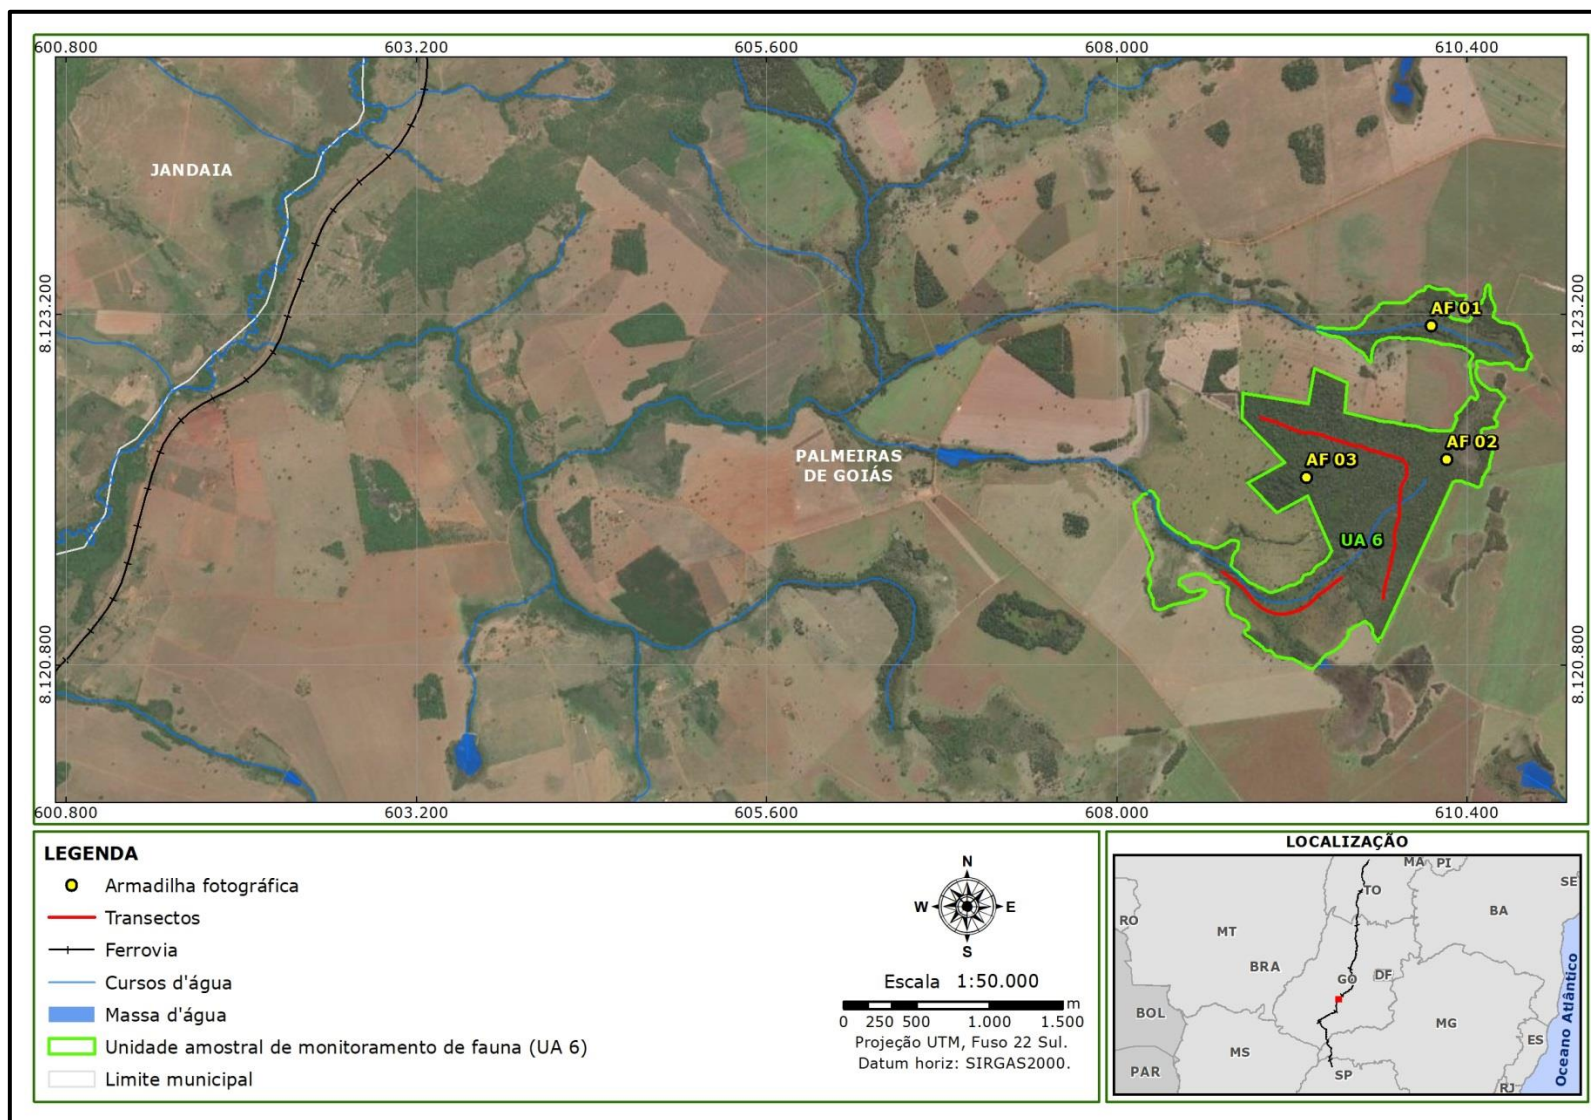 600.800
603.200
605.600
608.000
610.400
JANDAIA
8.123.200
8.123.200
AF 01
AF 02
AF 03
PALMEIRAS
DE GOIÁS
UA 6
8.120.800
8.120.800
600.800
603.200
605.600
608.000
610.400
LEGENDA
Armadilha fotográfica
Transectos
Ferrovia
Cursos d'água
Massa d'água
Unidade amostral de monitoramento de fauna (UA 6)
Limite municipal
N
W E
S
Escala 1:50.000
m
0 250 500 1.000 1.500
Projeção UTM, Fuso 22 Sul.
Datum horiz: SIRGAS2000.
LOCALIZAÇÃO
MA PI
TO
SE
RO
BA
MT
BRA
GO
DF
BOL
MG
ES
MS
PAR
SP
RJ
Oceano Atlântico